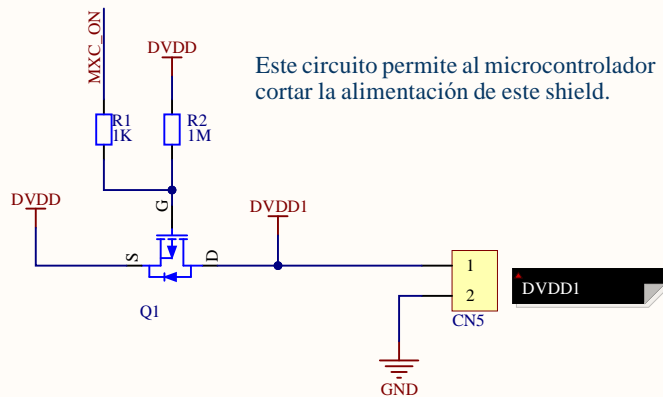 MXC_ON
DVDD
Este circuito permite al microcontrolador
cortar la alimentación de este shield.
R1
1K
R2
1M
DVDD
G
DVDD1
S
D
1
2
DVDD1
Q1
CN5
GND